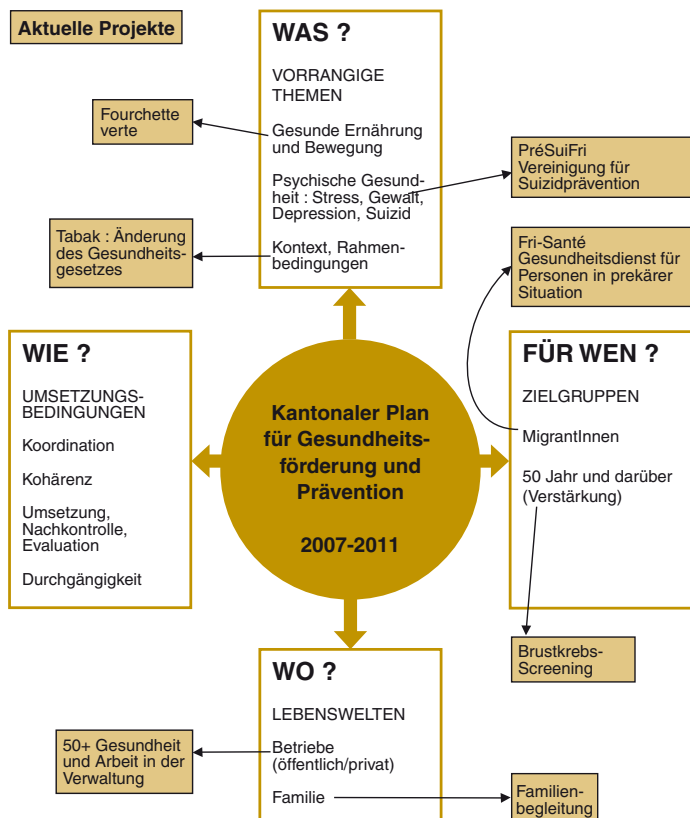 Aktuelle Projekte
WAS ?
VORRANGIGE
THEMEN
Gesunde Ernährung
und Bewegung
Psychische Gesund-
heit : Stress, Gewalt,
Depression, Suizid
Kontext, Rahmen-
bedingungen
Fourchette
verte
Tabak : Änderung
des Gesundheits-
gesetzes
PréSuiFri
Vereinigung für
Suizidprävention
Fri-Santé
Gesundheitsdienst für
Personen in prekärer
Situation
WIE ?
UMSETZUNGS-
BEDINGUNGEN
Koordination
Kohärenz
Umsetzung,
Nachkontrolle,
Evaluation
Durchgängigkeit
Kantonaler Plan
für Gesundheits-
förderung und
Prävention
2007-2011
FÜR WEN ?
ZIELGRUPPEN
MigrantInnen
50 Jahr und darüber
(Verstärkung)
Brustkrebs-
Screening
WO ?
LEBENSWELTEN
Betriebe
(öffentlich/privat)
Familie
50+ Gesundheit
und Arbeit in der
Verwaltung
Familien-
begleitung